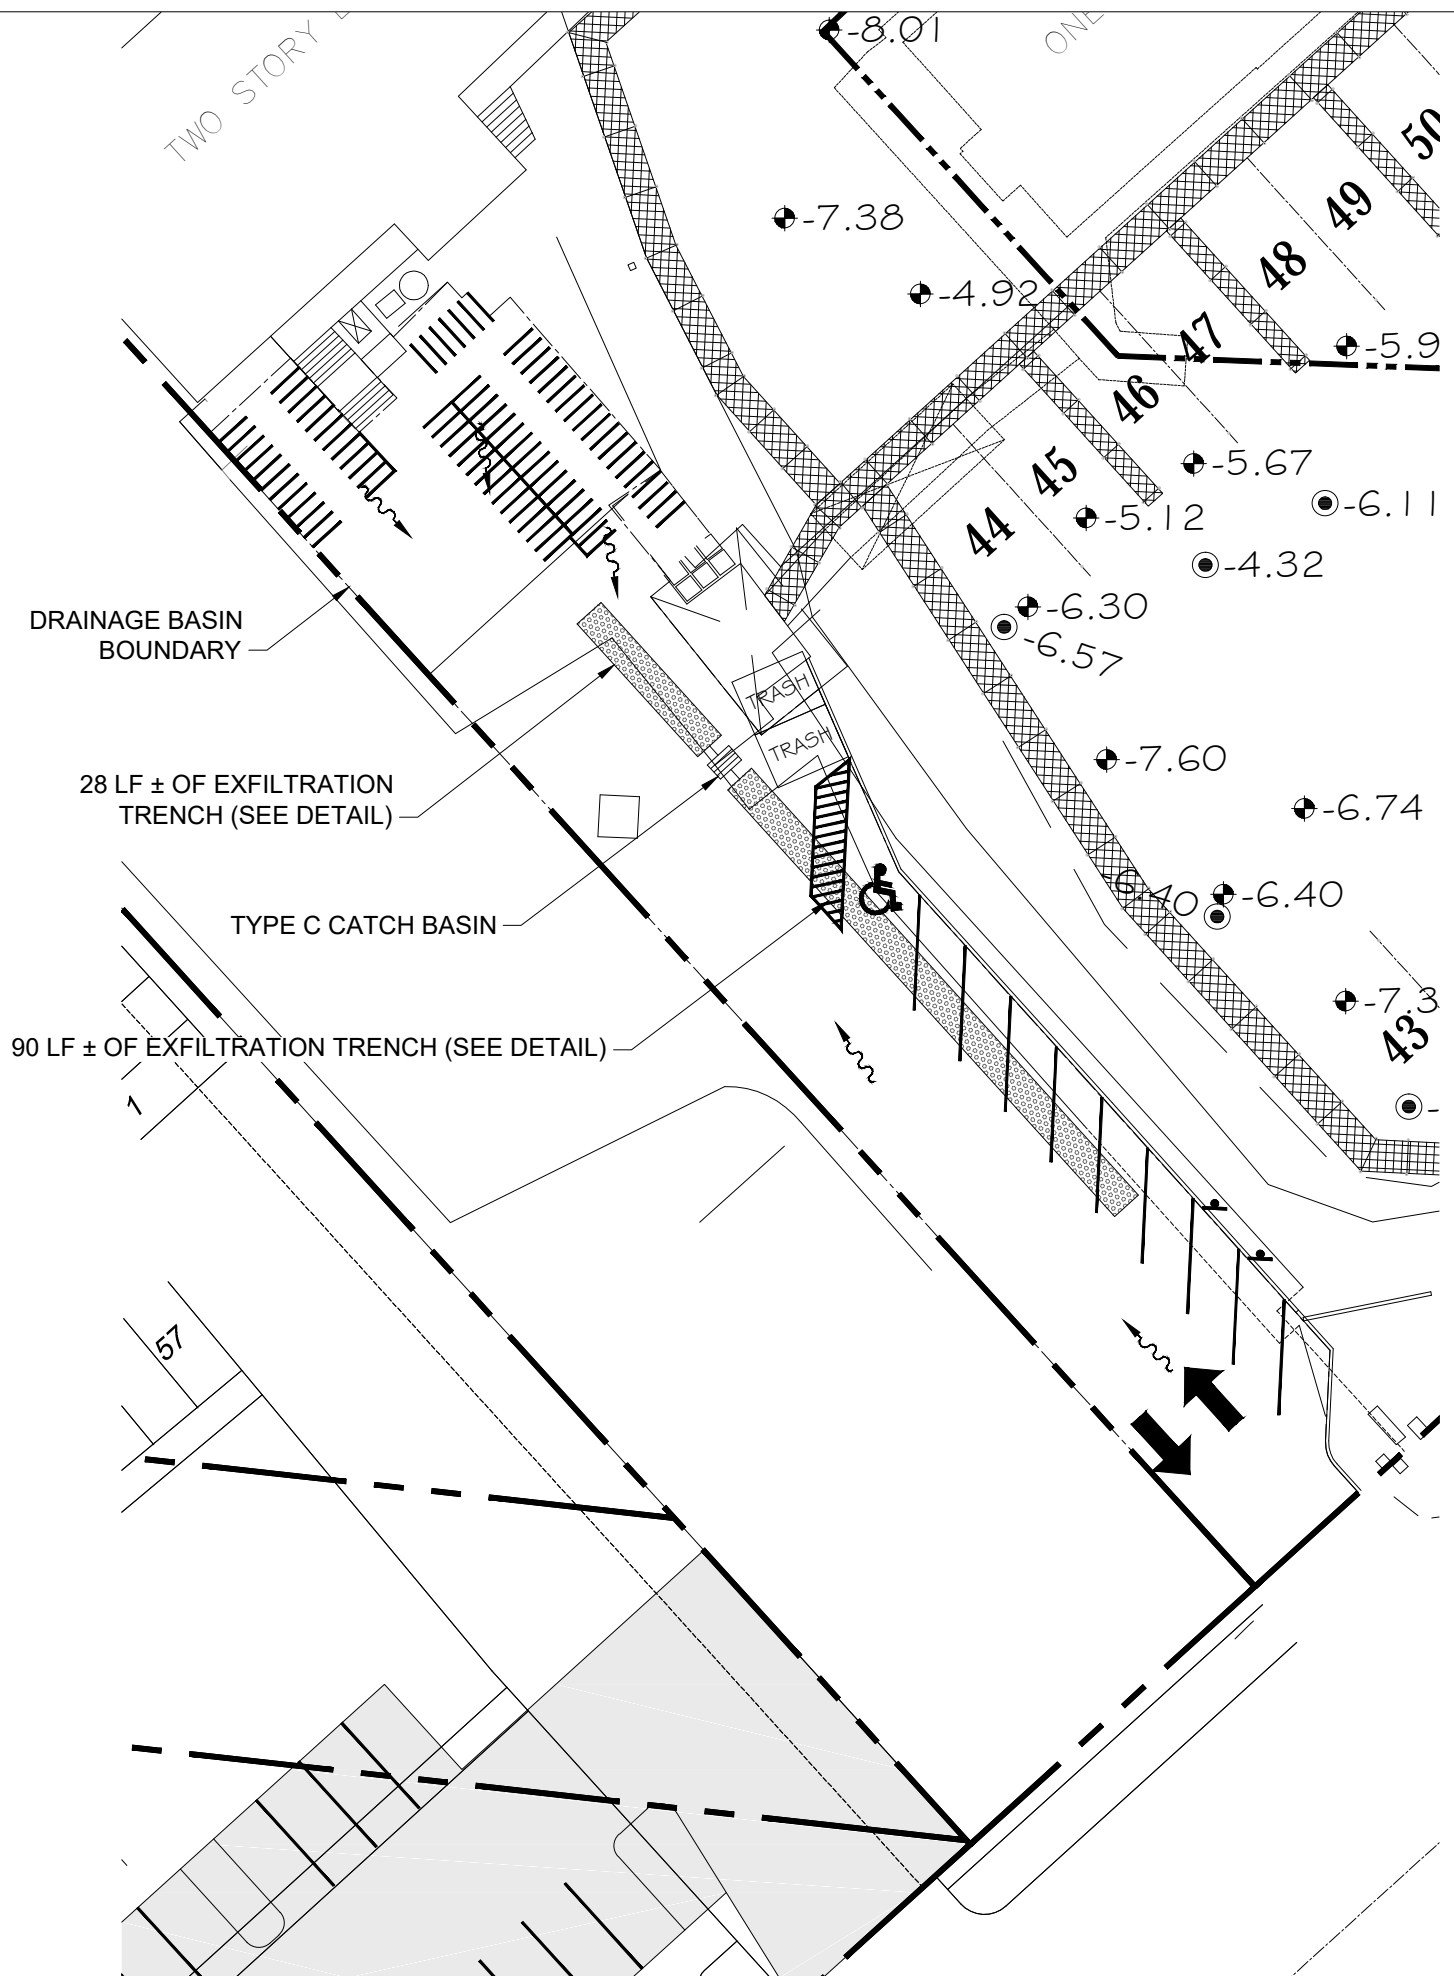 TWO STORY
ONE
-8.01
50
49
-7.38
48
-4.92
47
-5.9
46
45
-5.67
-6.11
44
-5.12
-4.32
-6.30
DRAINAGE BASIN
BOUNDARY
-6.57
TRASH
TRASH
-7.60
28 LF ± OF EXFILTRATION
TRENCH (SEE DETAIL)
-6.74
-6.40
-6.40
TYPE C CATCH BASIN
-7.3
43
90 LF ± OF EXFILTRATION TRENCH (SEE DETAIL)
1
57